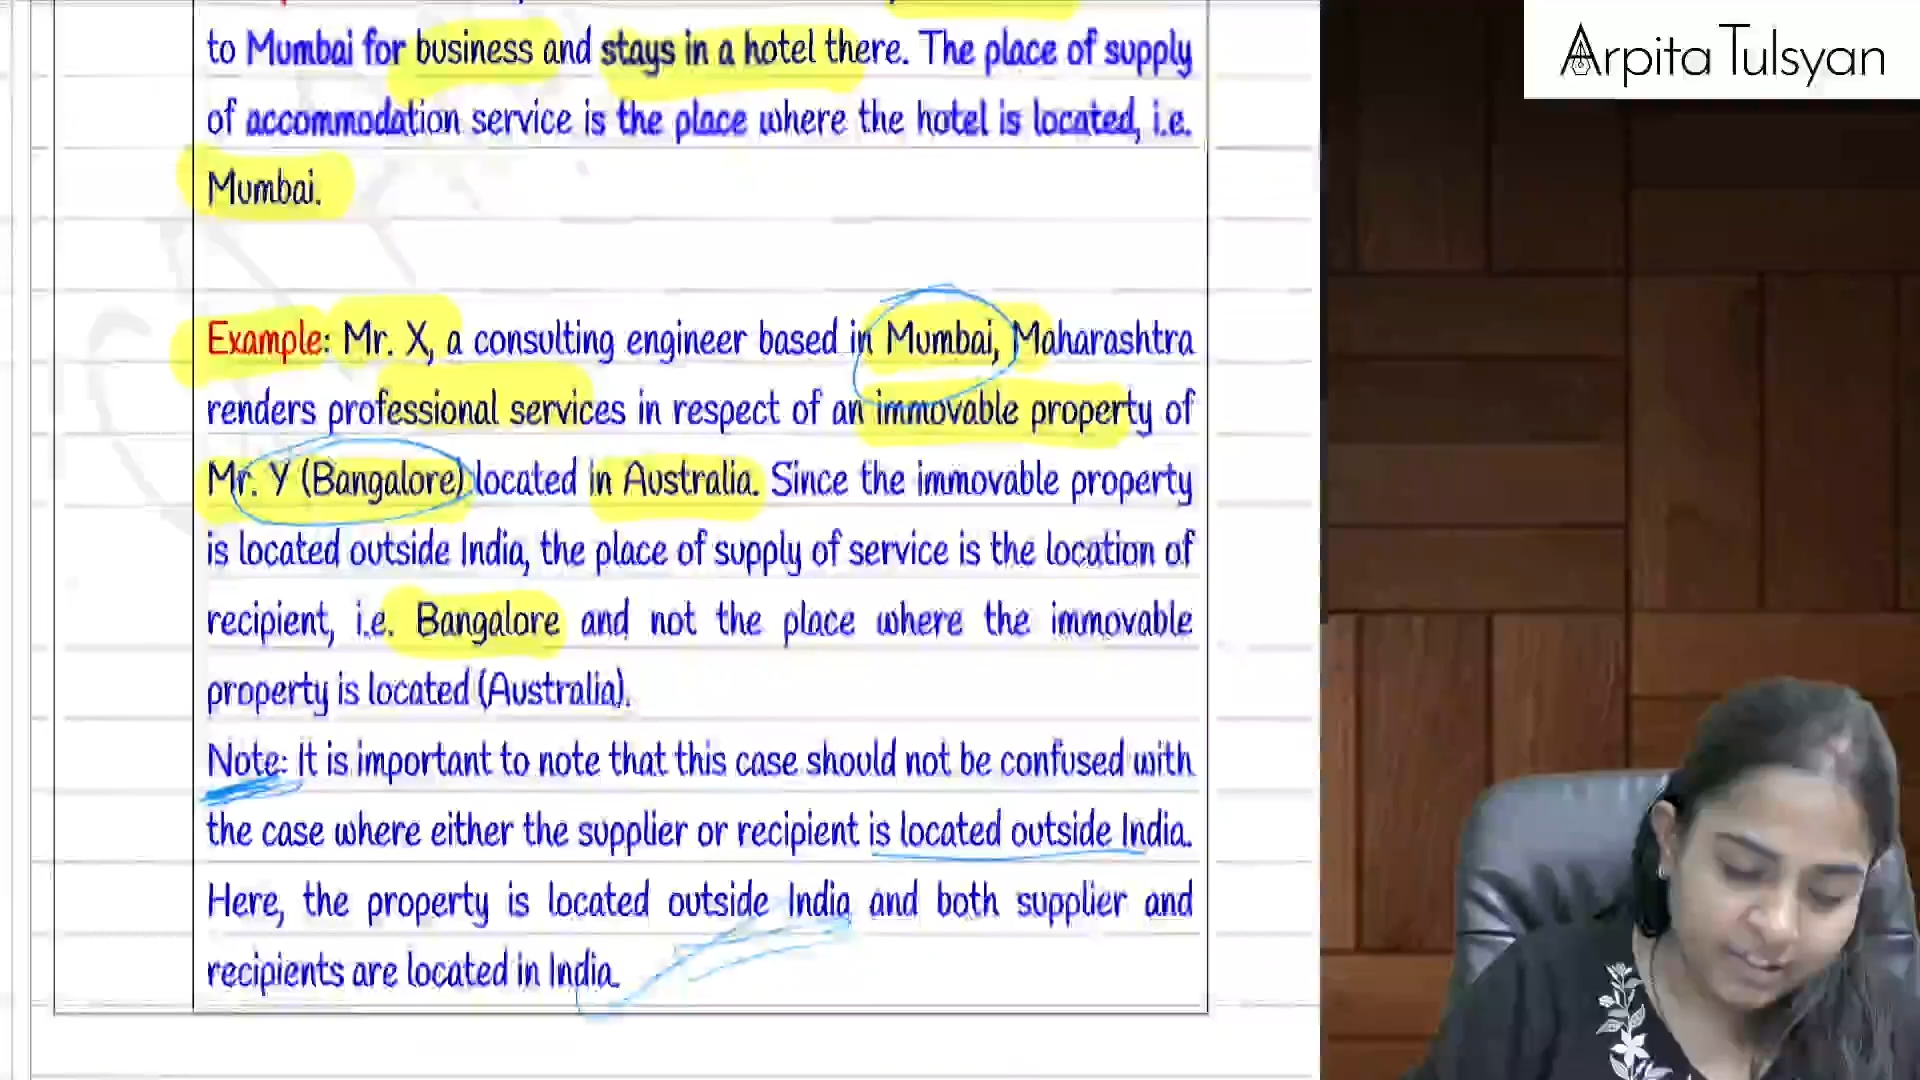 Arpita Tulsyan
to Mumbai for business and stays in a hotel there. The place of supply
of accommodation service is the place where the hotel is located, i.e.
Mumbai.
Example: Mr. X, a consulting engineer based in Mumbai, Maharashtra
renders professional services in respect of an immovable property of
Mr. Y (Bangalore) located in Australia. Since the immovable property
is located outside India, the place of supply of service is the location of
recipient, i.e. Bangalore and not the place where the immovable
property is located (Australia).
Note: It is important to note that this case should not be confused with
the case where either the supplier or recipient is located outside India.
Here, the property is located outside India and both supplier and
recipients are located in India.